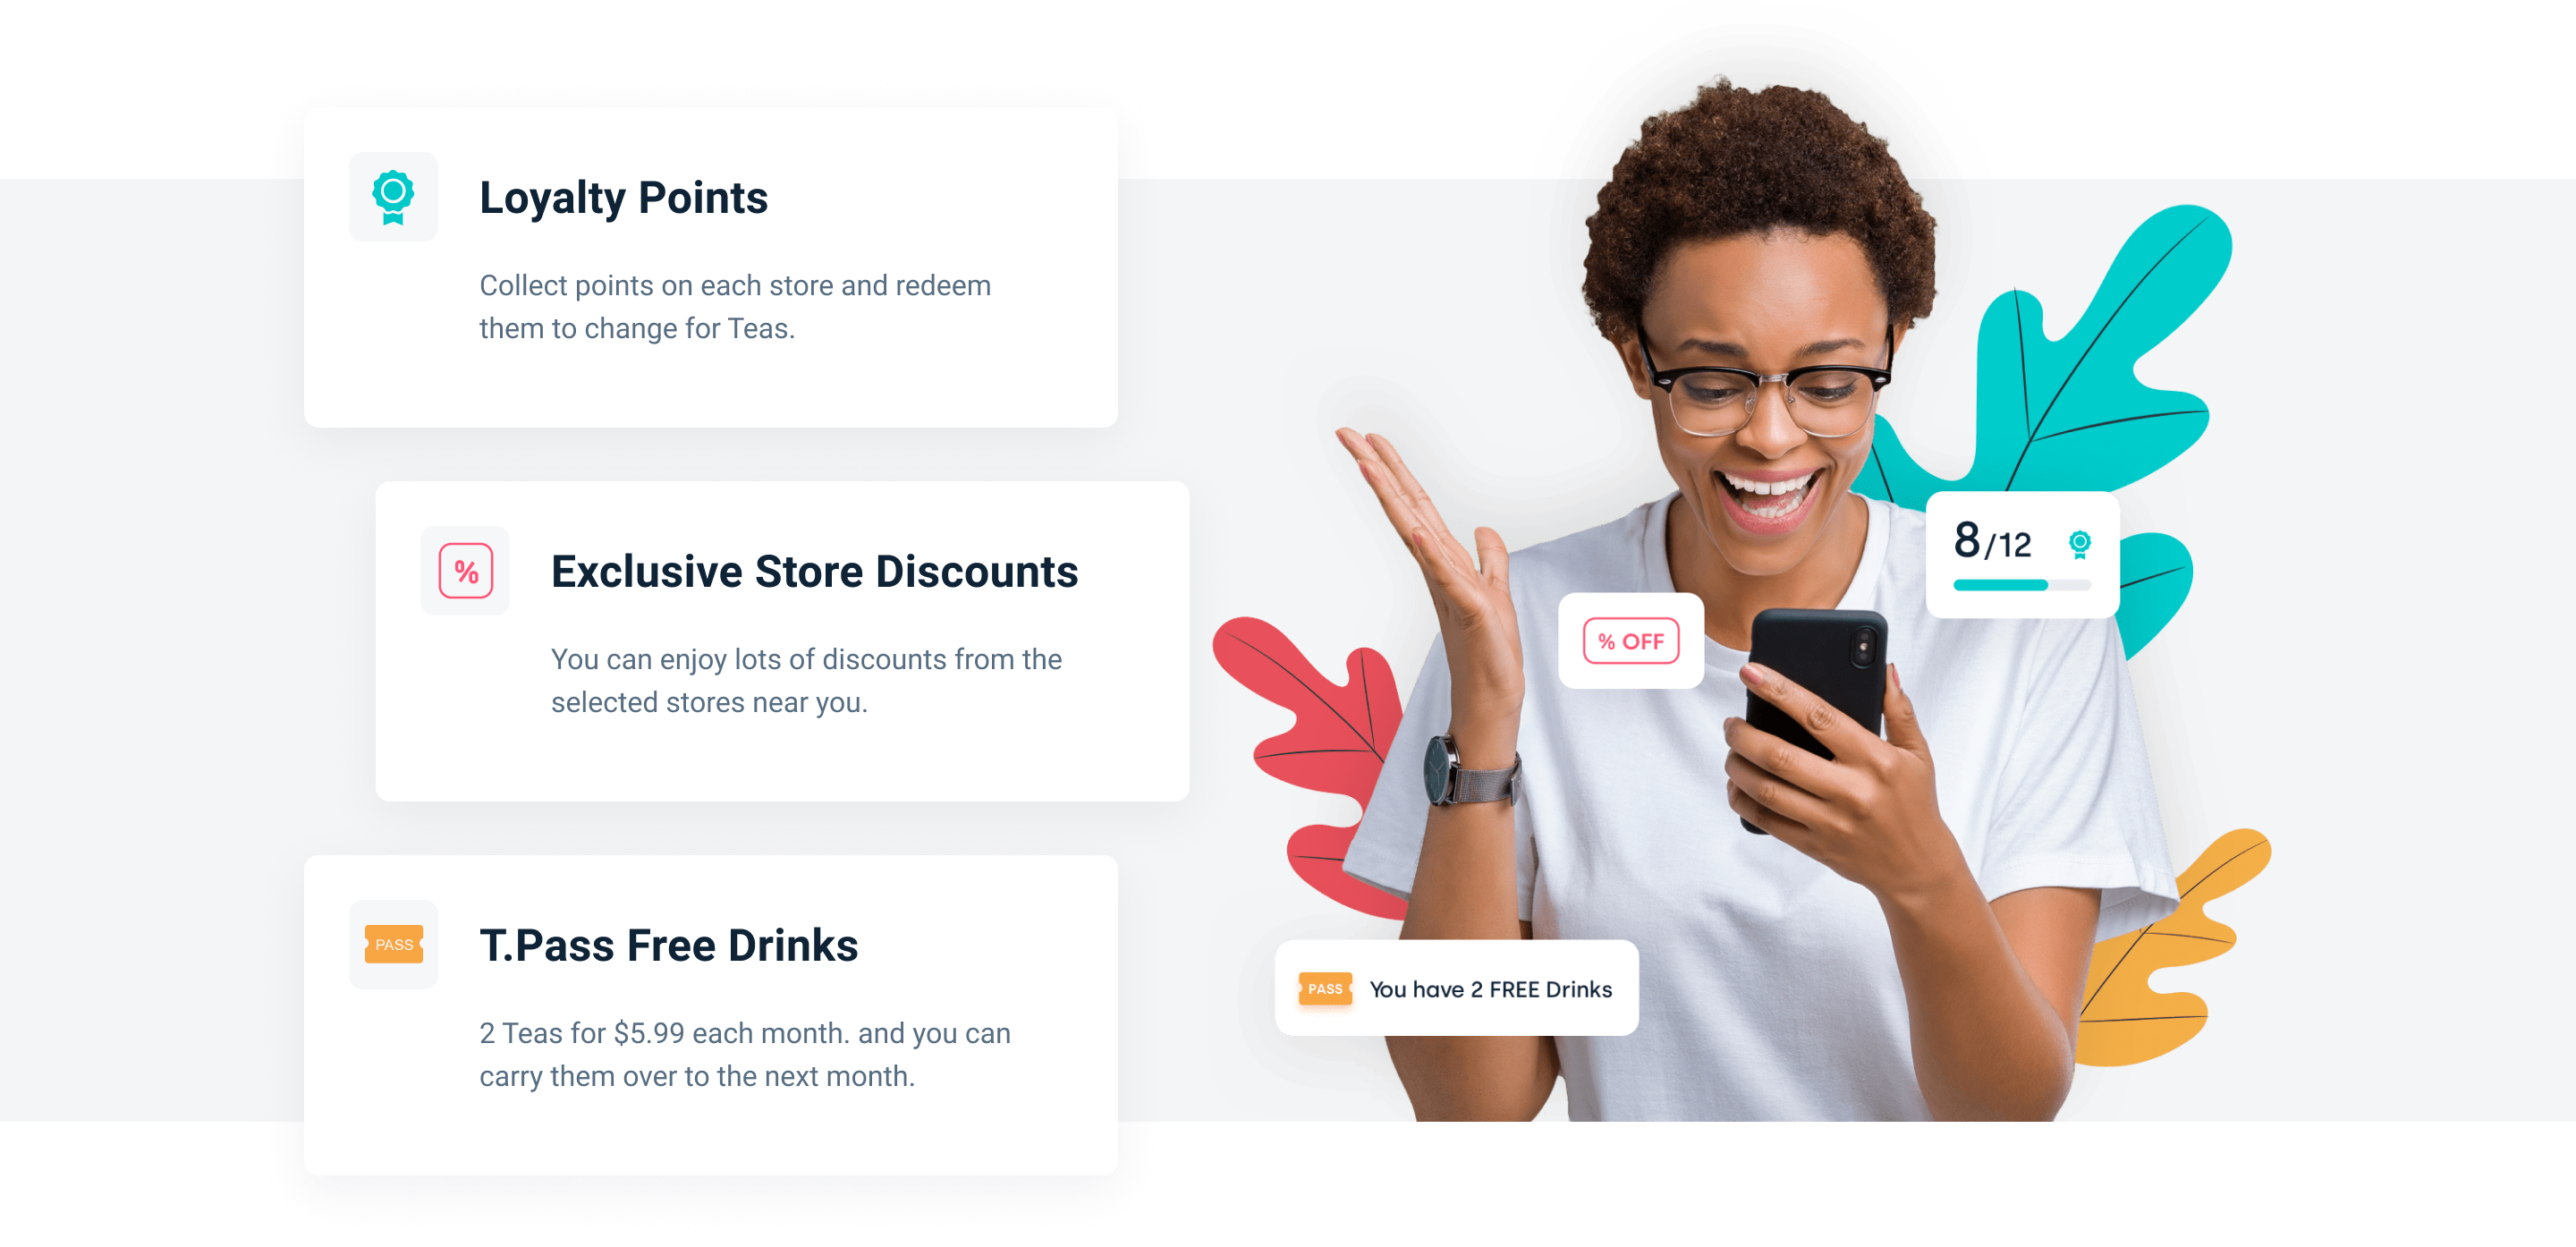 Loyalty Points
Collect points on each store and redeem
them to change for Teas.
%
Exclusive Store Discounts
You can enjoy lots of discounts from the
selected stores near you.
PASS
T.Pass Free Drinks
2 Teas for $5.99 each month. and you can
carry them over to the next month.
8/12
% OFF
PASS You have 2 FREE Drinks